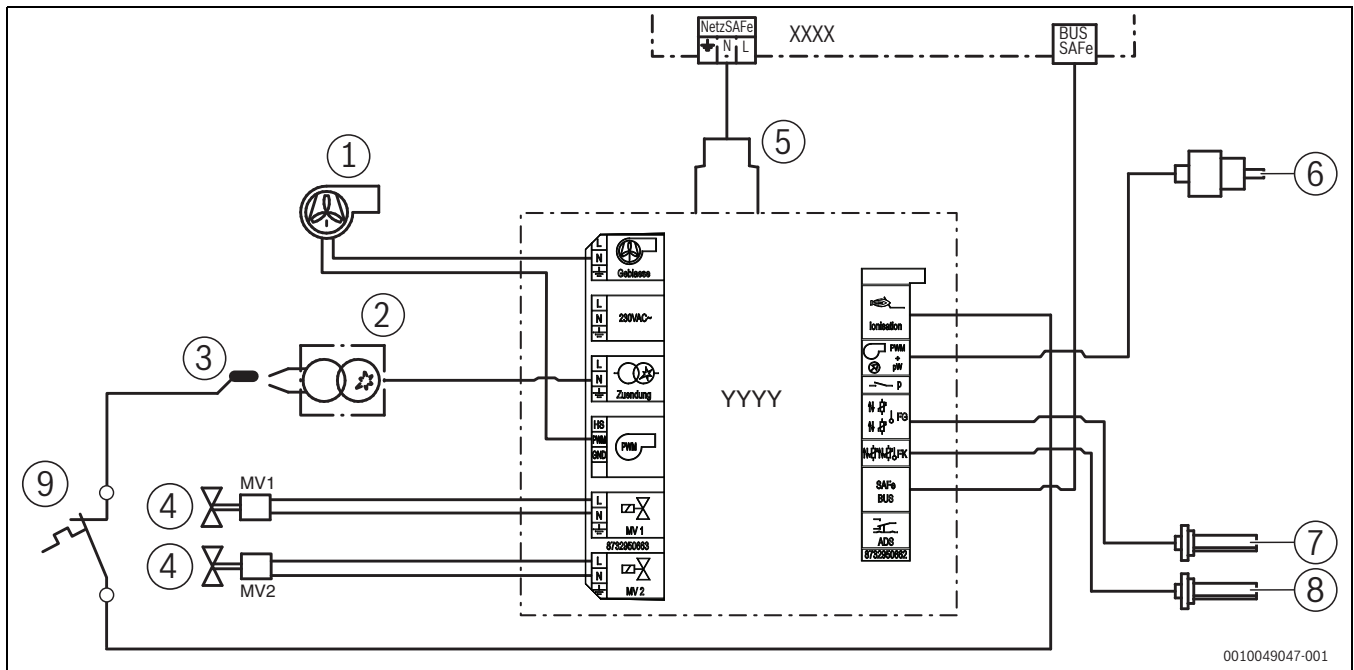 NetzSAFe
N L
XXXX
BUS
SAFe
1
5
6
2
3
L
N
Geblaese
L
N
230VAC~
L
N
Zuendung
HS
PWM
GND
PWM
YYYY
Ionisation
PWM
+
pW
p
FG
FK
SAFe
BUS
ADS
8732950662
9
4
MV1
L
N
MV 1
8732950663
4
MV2
L
N
MV 2
7
8
0010049047-001